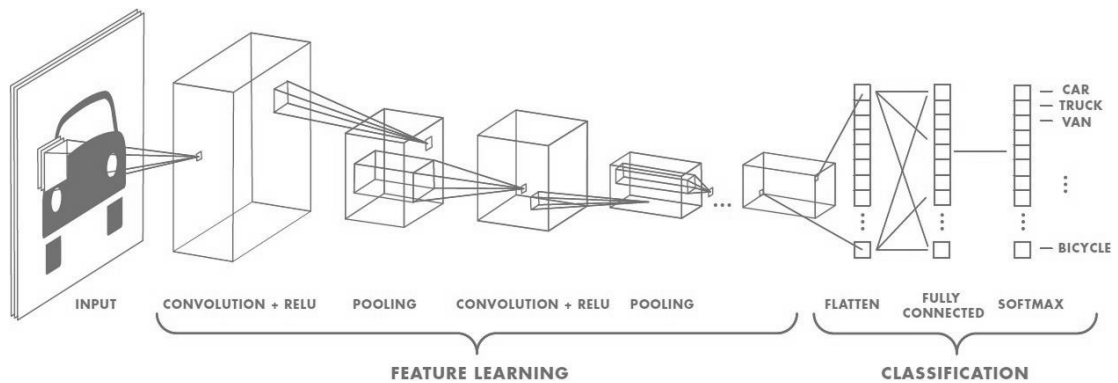 CAR
TRUCK
VAN
BICYCLE
INPUT
CONVOLUTION + RELU
POOLING
CONVOLUTION + RELU
POOLING
FLATTEN
FULLY
CONNECTED
SOFTMAX
FEATURE LEARNING
CLASSIFICATION